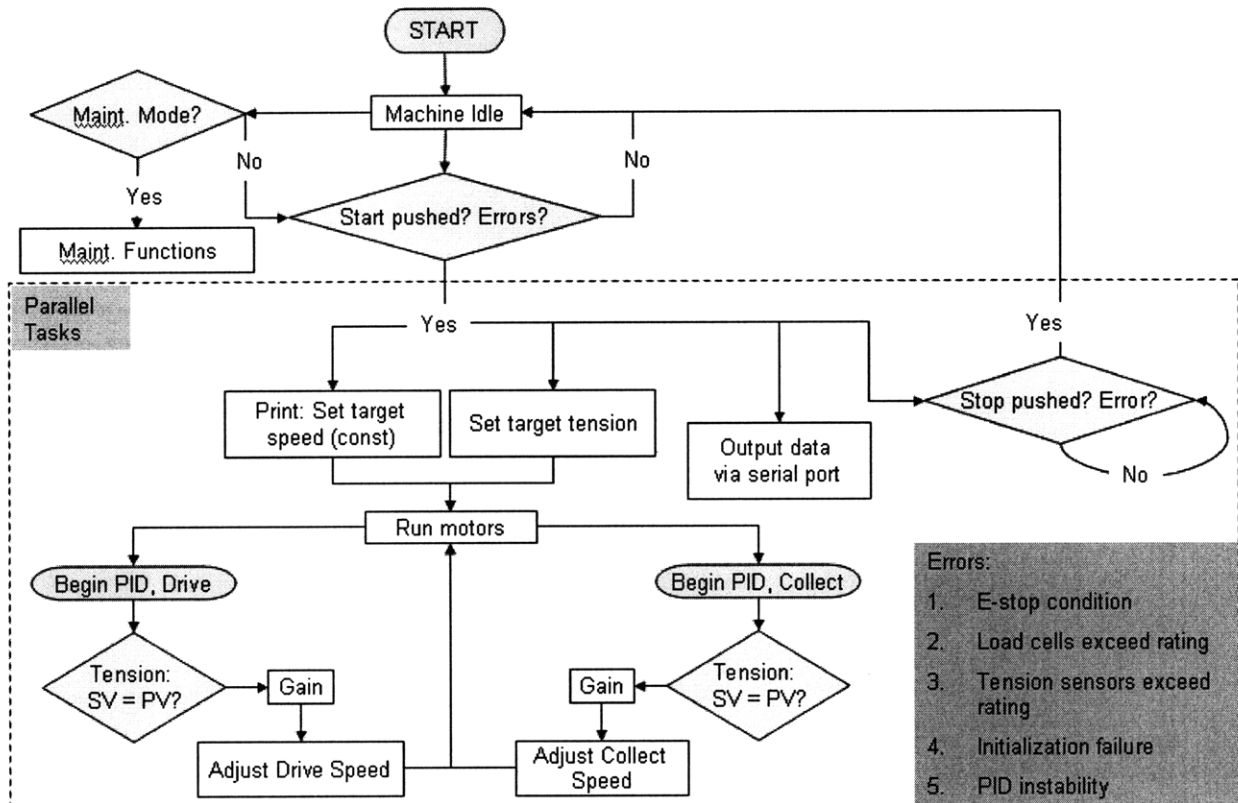 START
Maint. Mode?
Machine Idle
No
No
Yes
Start pushed? Errors?
Maint. Functions
Parallel
Tasks
Yes
Yes
Print: Set target
speed (const)
Set target tension
Output data
via serial port
Stop pushed? Error?
No
Run motors
Begin PID, Drive
Begin PID, Collect
Tension:
SV = PV?
Gain
Gain
Tension:
SV = PV?
Adjust Drive Speed
Adjust Collect
Speed
Errors:
1. E-stop condition
2. Load cells exceed rating
3. Tension sensors exceed
rating
4. Initialization failure
5. PID instability